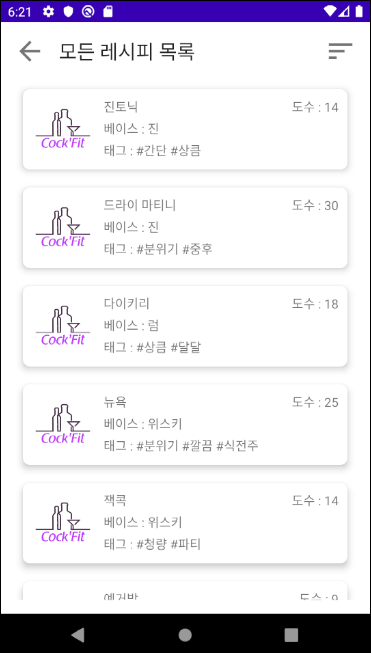 6:21
모든 레시피 목록
Cock'Fit
진토닉 도수 : 14
베이스 : 진
태그 : #간단 #상큼
Cock'Fit
드라이 마티니 도수 : 30
베이스 : 진
태그 : #분위기 #중후
Cock'Fit
다이키리 도수 : 18
베이스 : 럼
태그 : #상큼 #달달
Cock'Fit
뉴욕 도수 : 25
베이스 : 위스키
태그 : #분위기 #깔끔 #식전주
Cock'Fit
잭콕 도수 : 14
베이스 : 위스키
태그 : #청량 #파티
예거밤 도수 : 9